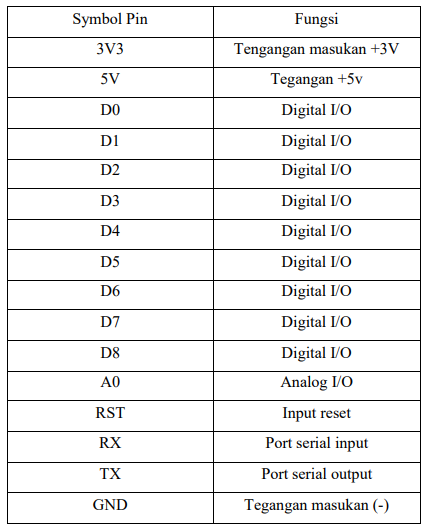 Symbol Pin Fungsi
3V3 Tengangan masukan +3V
5V Tegangan +5v
D0 Digital I/O
D1 Digital I/O
D2 Digital I/O
D3 Digital I/O
D4 Digital I/O
D5 Digital I/O
D6 Digital I/O
D7 Digital I/O
D8 Digital I/O
A0 Analog I/O
RST Input reset
RX Port serial input
TX Port serial output
GND Tegangan masukan (-)